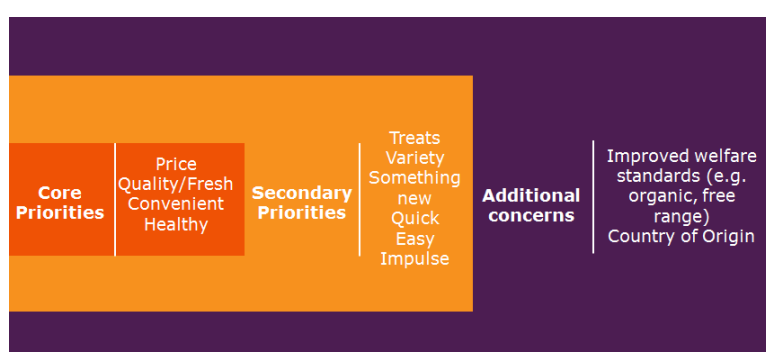 Core
Priorities
Price
Quality/Fresh
Convenient
Healthy
Secondary
Priorities
Treats
Variety
Something
new
Quick
Easy
Impulse
Additional
concerns
Improved welfare
standards (e.g.
organic, free
range)
Country of Origin